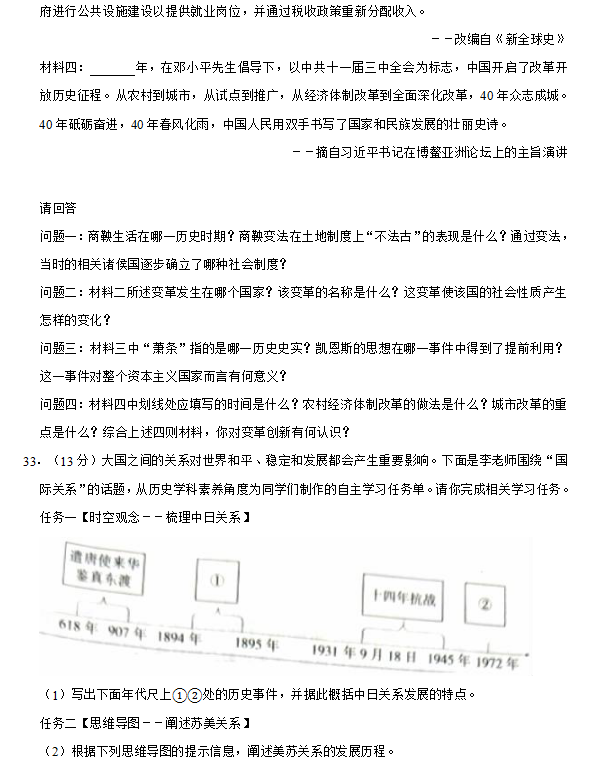 府进行公共设施建设以提供就业岗位，并通过税收政策重新分配收入。
－－改编自《新全球史》
材料四：_______年，在邓小平先生倡导下，以中共十一届三中全会为标志，中国开启了改革开
放历史征程。从农村到城市，从试点到推广，从经济体制改革到全面深化改革，40年众志成城。
40年砥砺奋进，40年春风化雨，中国人民用双手书写了国家和民族发展的壮丽史诗。
－－摘自习近平书记在博鳌亚洲论坛上的主旨演讲
请回答
问题一：商鞅生活在哪一历史时期？商鞅变法在土地制度上“不法古”的表现是什么？通过变法，
当时的相关诸侯国逐步确立了哪种社会制度？
问题二：材料二所述变革发生在哪个国家？该变革的名称是什么？这变革使该国的社会性质产生
怎样的变化？
问题三：材料三中“萧条”指的是哪一历史史实？凯恩斯的思想在哪一事件中得到了提前利用？
这一事件对整个资本主义国家而言有何意义？
问题四：材料四中划线处应填写的时间是什么？农村经济体制改革的做法是什么？城市改革的重
点是什么？综合上述四则材料，你对变革创新有何认识？
33．（13分）大国之间的关系对世界和平、稳定和发展都会产生重要影响。下面是李老师围绕“国
际关系”的话题，从历史学科素养角度为同学们制作的自主学习任务单。请你完成相关学习任务。
任务一【时空观念－－梳理中日关系】
遣唐使来华
鉴真东渡
①
十四年抗战
②
618年 907年 1894年 1895年 1931年9月18日 1945年 1972年
（1）写出下面年代尺上①②处的历史事件，并据此概括中日关系发展的特点。
任务二【思维导图－－阐述苏美关系】
（2）根据下列思维导图的提示信息，阐述美苏关系的发展历程。